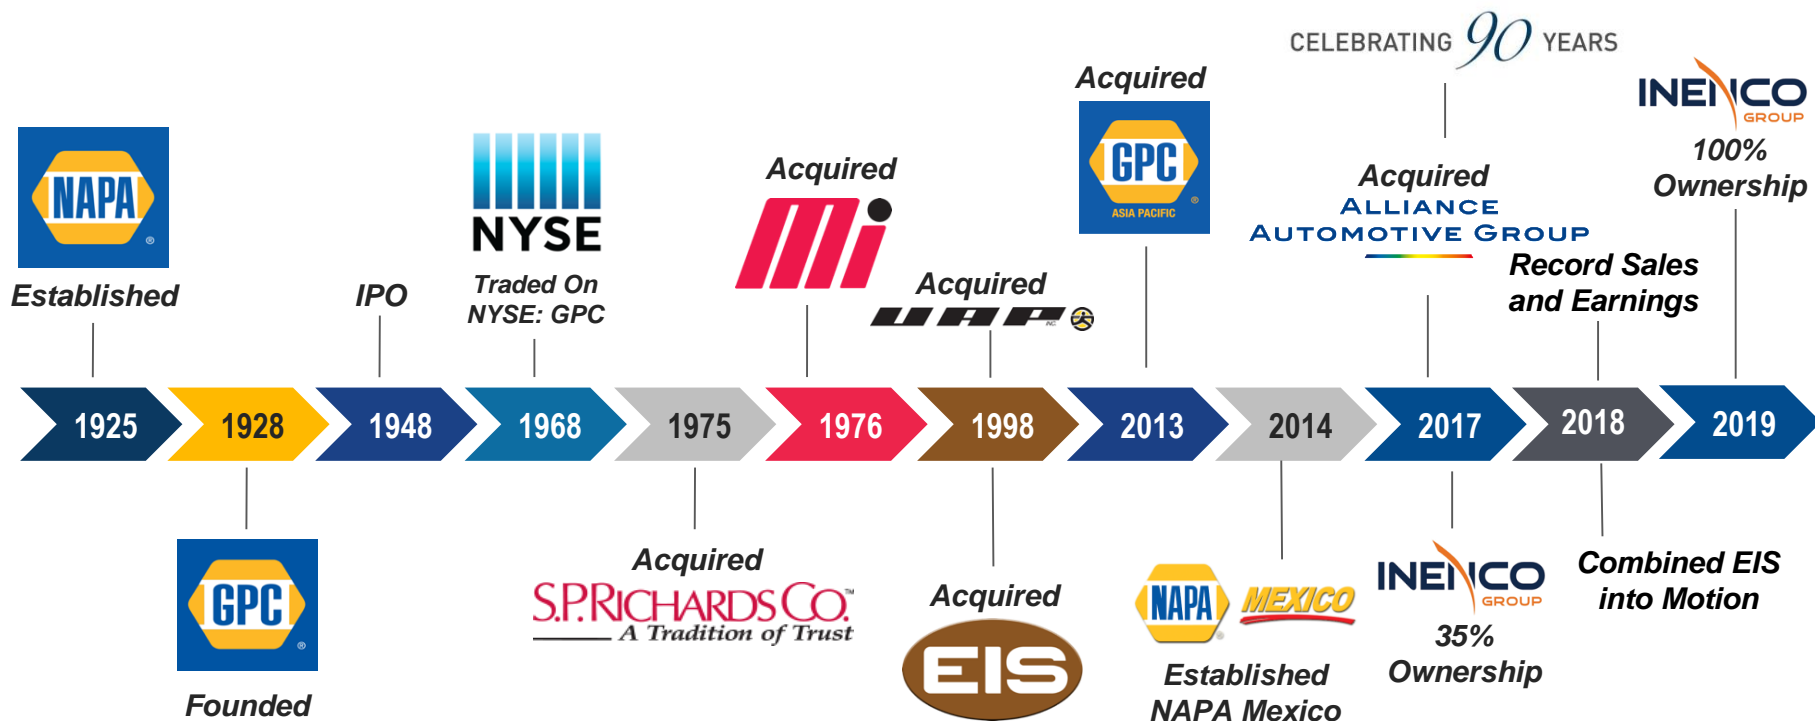 CELEBRATING 90 YEARS
Acquired
GPC
ASIA PACIFIC
®
INENCO
GROUP
100%
Ownership
NAPA
®
Established
NYSE
Traded On
NYSE: GPC
IPO
Acquired
Mi
Acquired
UAP
INC.
Acquired
ALLIANCE
AUTOMOTIVE GROUP
Record Sales
and Earnings
1925
1928
1948
1968
1975
1976
1998
2013
2014
2017
2018
2019
GPC
®
Founded
Acquired
S.P.RICHARDS CO.™
A Tradition of Trust
Acquired
EIS
NAPA
®
MEXICO
Established
NAPA Mexico
INENCO
GROUP
35%
Ownership
Combined EIS
into Motion